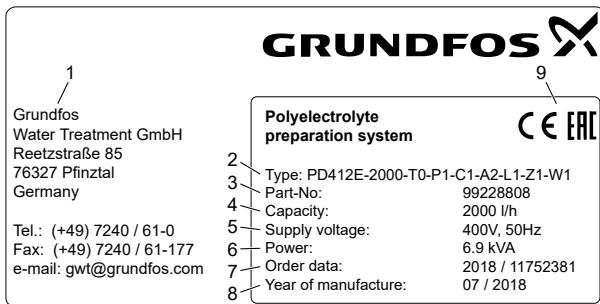 GRUNDFOS
1
9
Grundfos
Water Treatment GmbH
Reetzstraße 85
76327 Pfinztal
Germany
Tel.: (+49) 7240 / 61-0
Fax: (+49) 7240 / 61-177
e-mail: gwt@grundfos.com
Polyelectrolyte
preparation system
CE EAC
2
Type: PD412E-2000-T0-P1-C1-A2-L1-Z1-W1
3
Part-No: 99228808
4
Capacity: 2000 l/h
5
Supply voltage: 400V, 50Hz
6
Power: 6.9 kVA
7
Order data: 2018 / 11752381
8
Year of manufacture: 07 / 2018